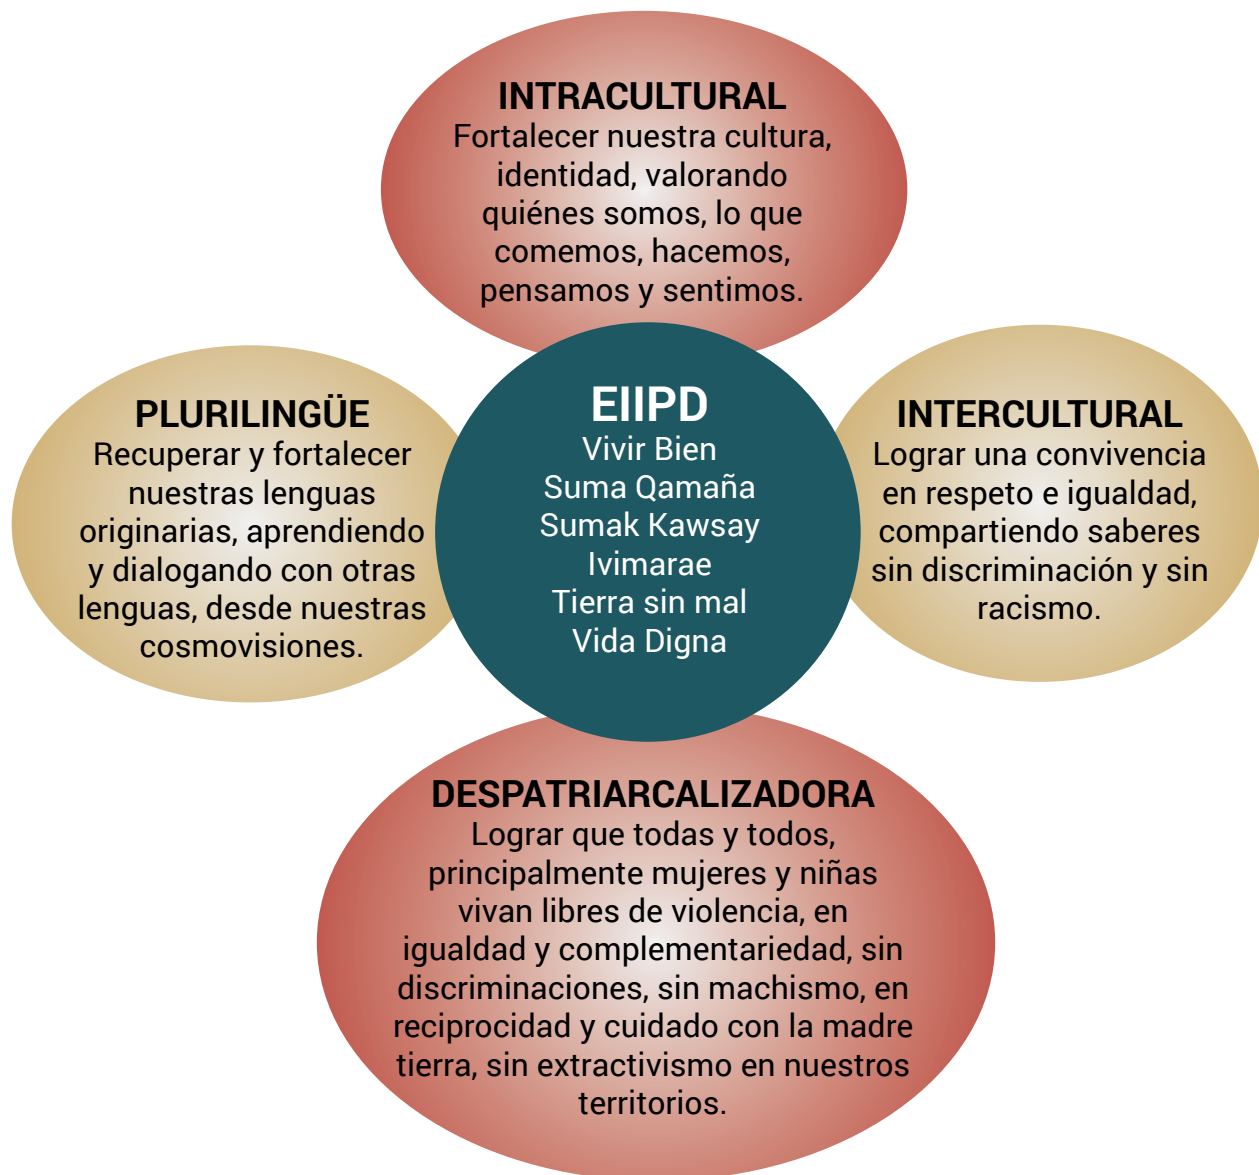 INTRACULTURAL
Fortalecer nuestra cultura,
identidad, valorando
quiénes somos, lo que
comemos, hacemos,
pensamos y sentimos.
PLURILINGÜE
Recuperar y fortalecer
nuestras lenguas
originarias, aprendiendo
y dialogando con otras
lenguas, desde nuestras
cosmovisiones.
EIIPD
Vivir Bien
Suma Qamaña
Sumak Kawsay
Ivimarae
Tierra sin mal
Vida Digna
INTERCULTURAL
Lograr una convivencia
en respeto e igualdad,
compartiendo saberes
sin discriminación y sin
racismo.
DESPATRIARCALIZADORA
Lograr que todas y todos,
principalmente mujeres y niñas
vivan libres de violencia, en
igualdad y complementariedad, sin
discriminaciones, sin machismo, en
reciprocidad y cuidado con la madre
tierra, sin extractivismo en nuestros
territorios.